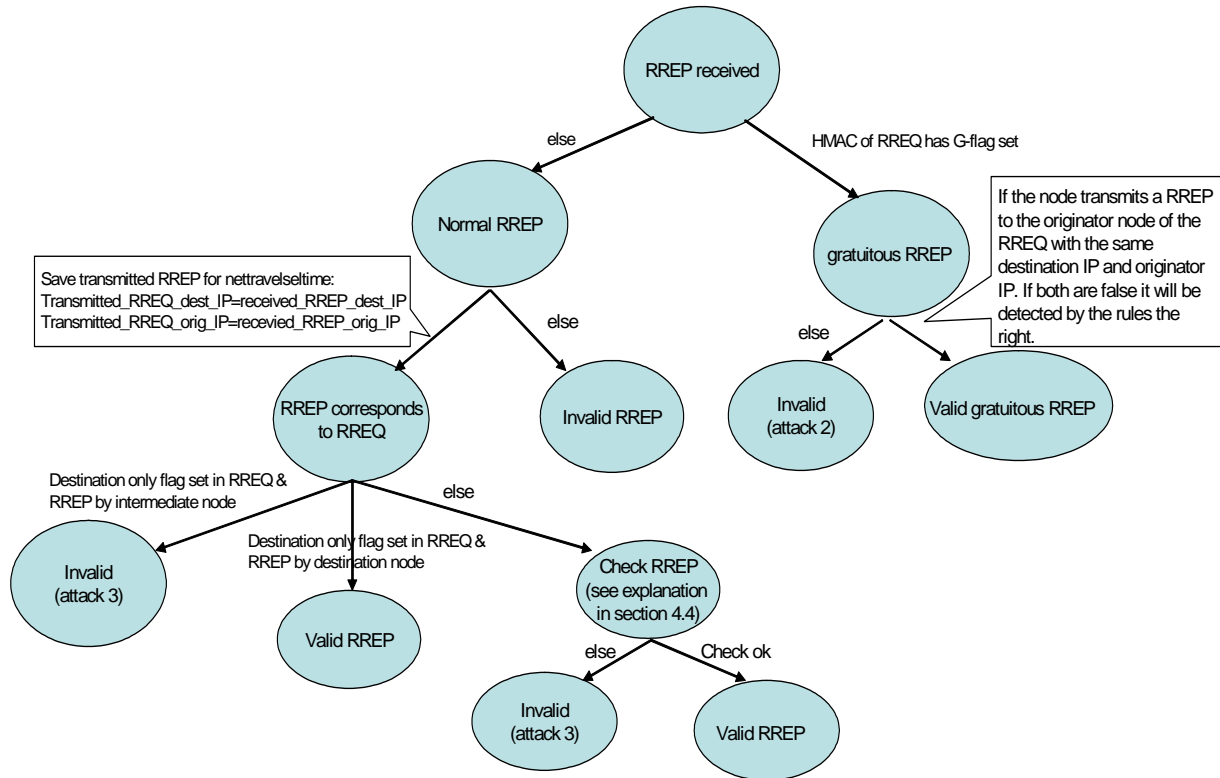 RREP received
else
HMAC of RREQ has G-flag set
Normal RREP
gratuitous RREP
If the node transmits a RREP
to the originator node of the
RREQ with the same
destination IP and originator
IP. If both are false it will be
detected by the rules the
right.
Save transmitted RREP for nettravelseltime:
Transmitted_RREQ_dest_IP=received_RREP_dest_IP
Transmitted_RREQ_orig_IP=recevied_RREP_orig_IP
else
else
RREP corresponds
to RREQ
Invalid RREP
Invalid
(attack 2)
Valid gratuitous RREP
Destination only flag set in RREQ &
RREP by intermediate node
else
Destination only flag set in RREQ &
RREP by destination node
Invalid
(attack 3)
Valid RREP
Check RREP
(see explanation
in section 4.4)
else
Check ok
Invalid
(attack 3)
Valid RREP